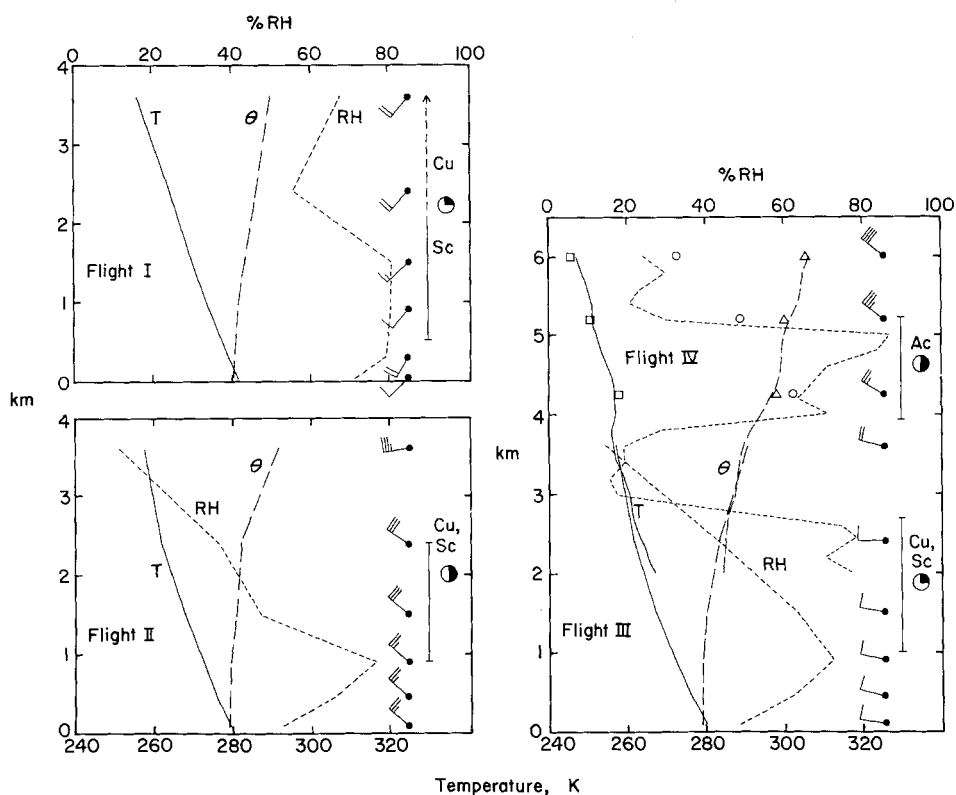 % RH
0 20 40 60 80 100
4
3
2
1
0
T
θ
RH
Cu
Sc
Flight I
km
4
3
2
1
0
θ
RH
T
Cu,
Sc
Flight II
240 260 280 300 320
% RH
0 20 40 60 80 100
6
5
4
3
2
1
0
km
Flight IV
Ac
θ
T
RH
Cu,
Sc
Flight III
240 260 280 300 320
Temperature, K